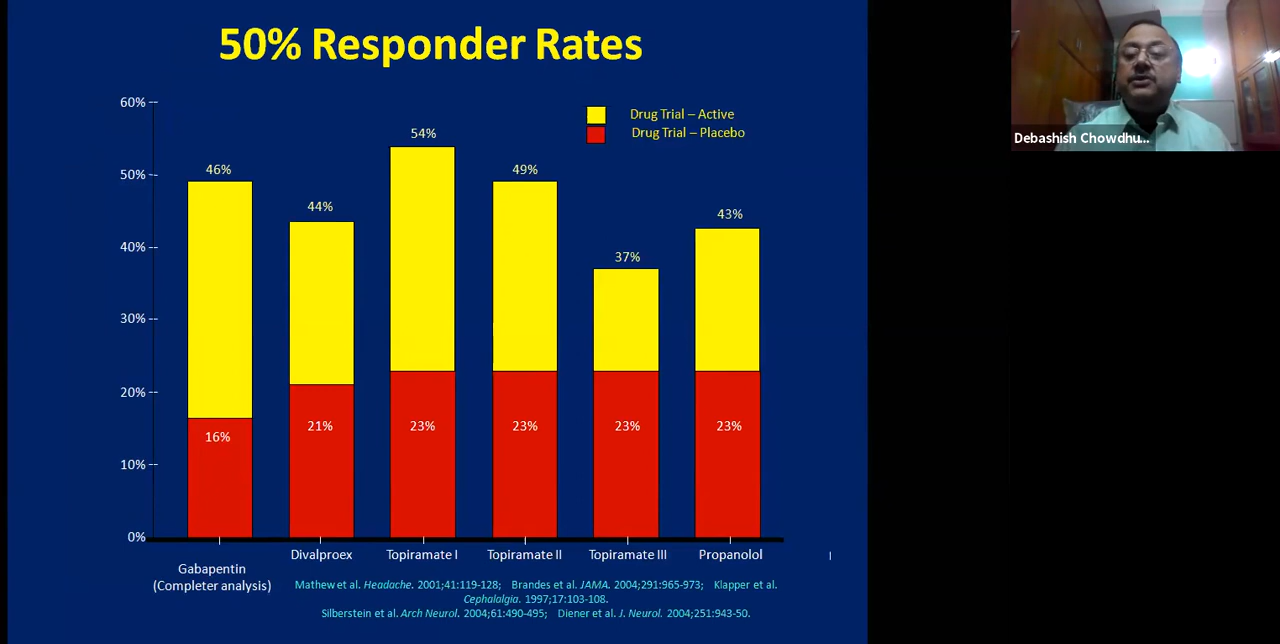 50% Responder Rates
60%
50%
40%
30%
20%
10%
0%
Drug Trial – Active
Drug Trial – Placebo
46%
44%
54%
49%
37%
43%
16%
21%
23%
23%
23%
23%
Gabapentin
(Completer analysis)
Divalproex
Topiramate I
Topiramate II
Topiramate III
Propanolol
Mathew et al. Headache. 2001;41:119-128; Brandes et al. JAMA. 2004;291:965-973; Klapper et al.
Cephalalgia. 1997;17:103-108.
Silberstein et al. Arch Neurol. 2004;61:490-495; Diener et al. J. Neurol. 2004;251:943-50.
Debashish Chowdhu...